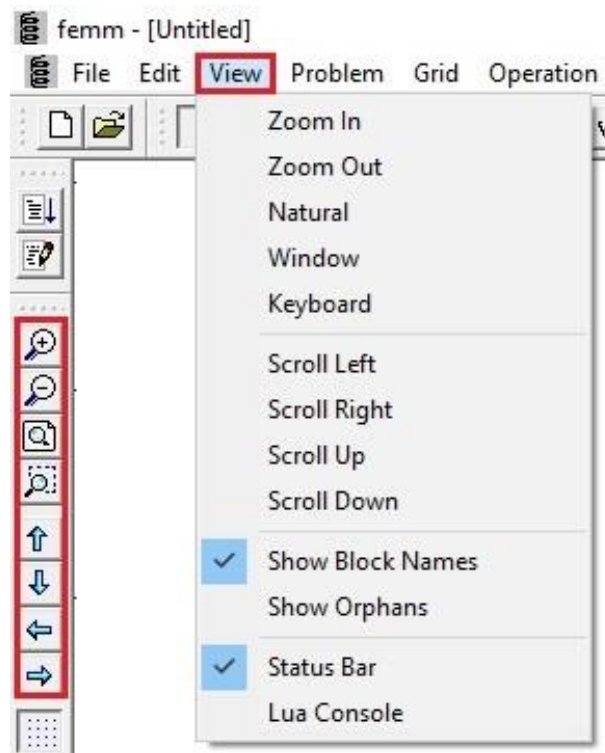 femm - [Untitled]
File Edit View Problem Grid Operation
Zoom In
Zoom Out
Natural
Window
Keyboard
Scroll Left
Scroll Right
Scroll Up
Scroll Down
Show Block Names
Show Orphans
Status Bar
Lua Console